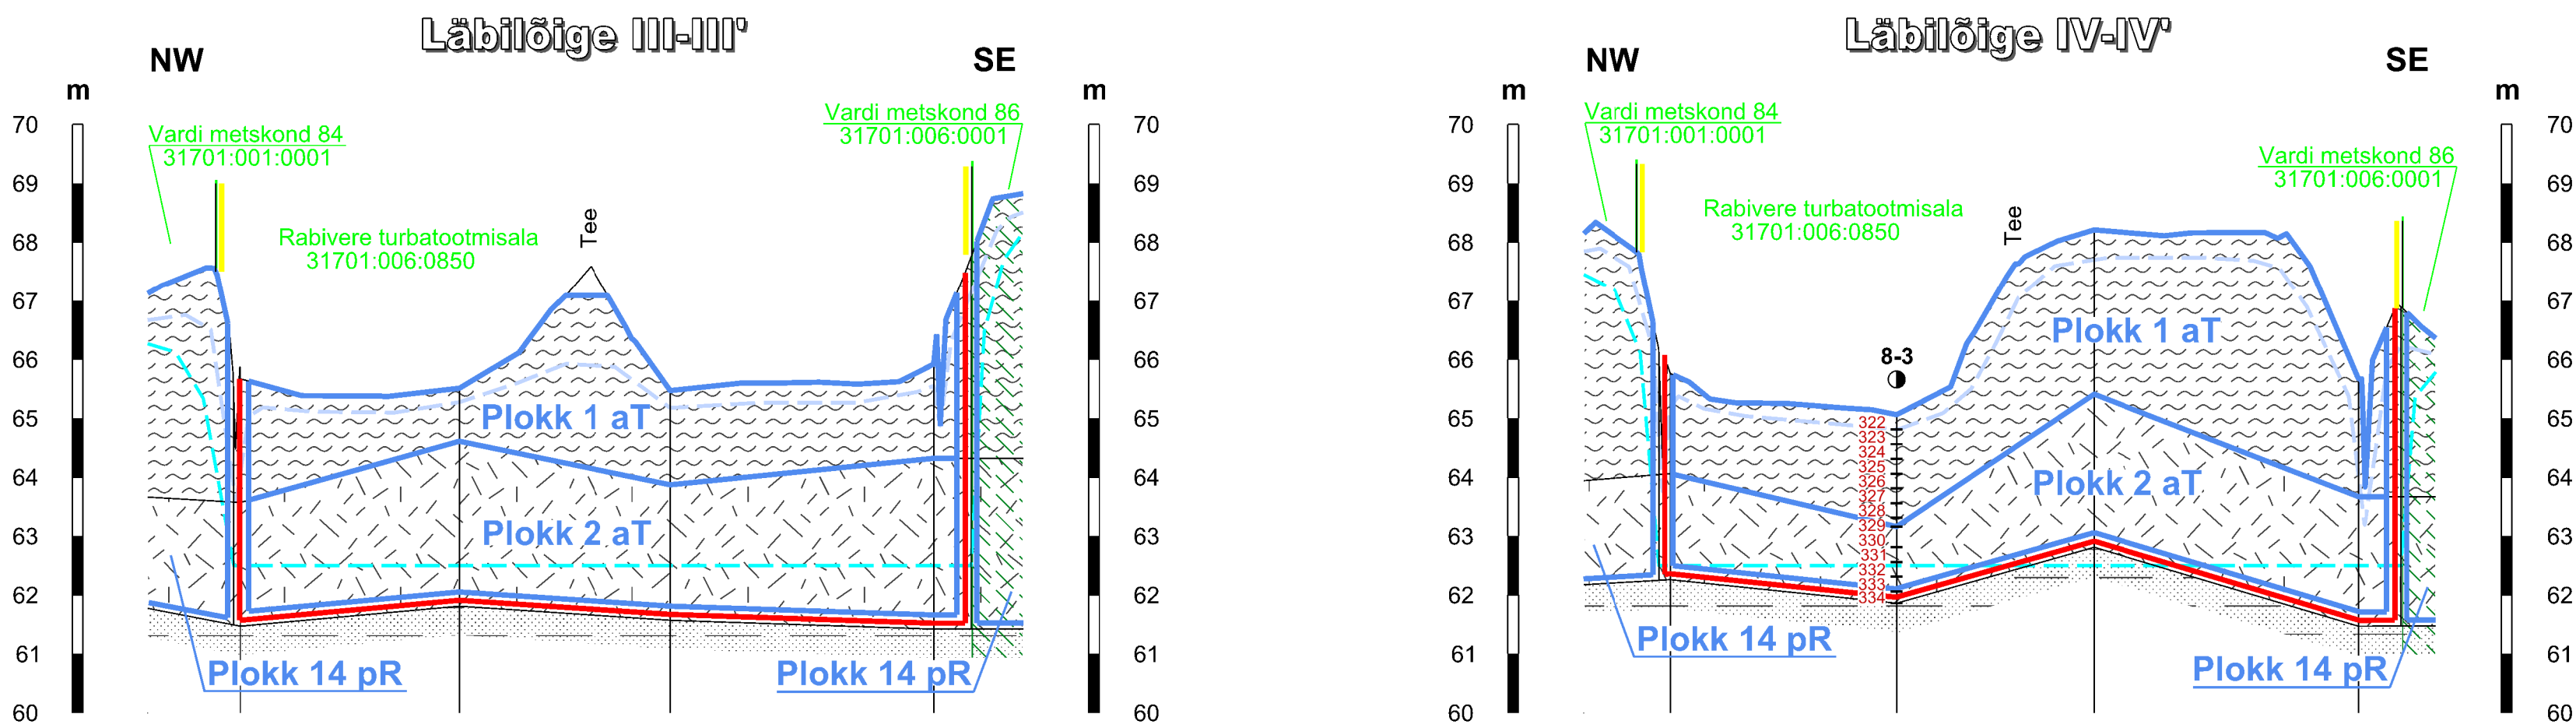 Läbilõige III-III'
NW
SE
m
m
Vardi metskond 84
31701:001:0001
Vardi metskond 86
31701:006:0001
Rabivere turbatootmisala
31701:006:0850
Tee
Plokk 1 aT
Plokk 2 aT
Plokk 14 pR
Plokk 14 pR
70
69
68
67
66
65
64
63
62
61
60
70
69
68
67
66
65
64
63
62
61
60
Läbilõige IV-IV'
NW
SE
m
m
Vardi metskond 84
31701:001:0001
Vardi metskond 86
31701:006:0001
Rabivere turbatootmisala
31701:006:0850
Tee
8-3
Plokk 1 aT
Plokk 2 aT
322
323
324
325
326
327
328
329
330
331
332
333
334
Plokk 14 pR
Plokk 14 pR
70
69
68
67
66
65
64
63
62
61
60
70
69
68
67
66
65
64
63
62
61
60